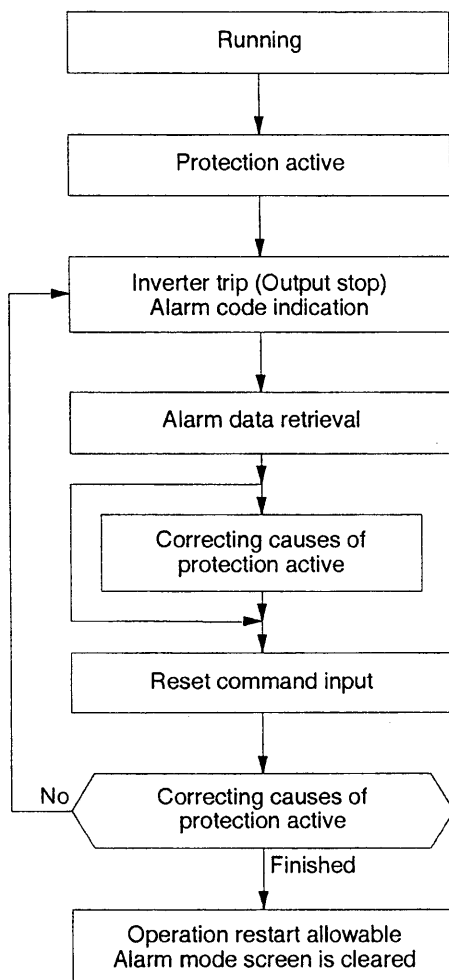 Running
Protection active
Inverter trip (Output stop)
Alarm code indication
Alarm data retrieval
Correcting causes of
protection active
Reset command input
No
Correcting causes of
protection active
Finished
Operation restart allowable
Alarm mode screen is cleared